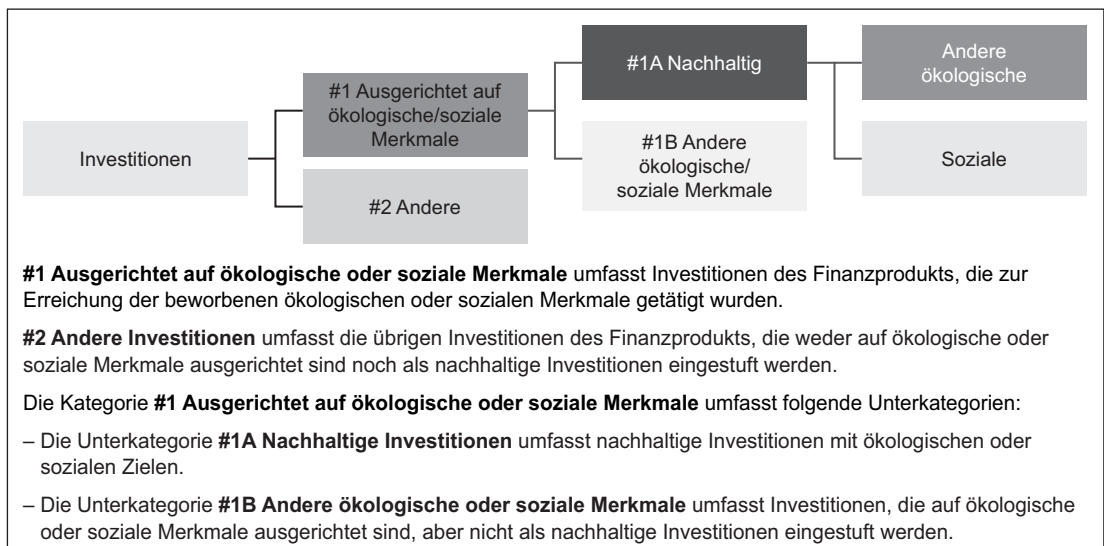 Investitionen
#1 Ausgerichtet auf
ökologische/soziale
Merkmale
#2 Andere
#1A Nachhaltig
#1B Andere
ökologische/
soziale Merkmale
Andere
ökologische
Soziale
#1 Ausgerichtet auf ökologische oder soziale Merkmale umfasst Investitionen des Finanzprodukts, die zur
Erreichung der beworbenen ökologischen oder sozialen Merkmale getätigt wurden.
#2 Andere Investitionen umfasst die übrigen Investitionen des Finanzprodukts, die weder auf ökologische oder
soziale Merkmale ausgerichtet sind noch als nachhaltige Investitionen eingestuft werden.
Die Kategorie #1 Ausgerichtet auf ökologische oder soziale Merkmale umfasst folgende Unterkategorien:
– Die Unterkategorie #1A Nachhaltige Investitionen umfasst nachhaltige Investitionen mit ökologischen oder
sozialen Zielen.
– Die Unterkategorie #1B Andere ökologische oder soziale Merkmale umfasst Investitionen, die auf ökologische
oder soziale Merkmale ausgerichtet sind, aber nicht als nachhaltige Investitionen eingestuft werden.